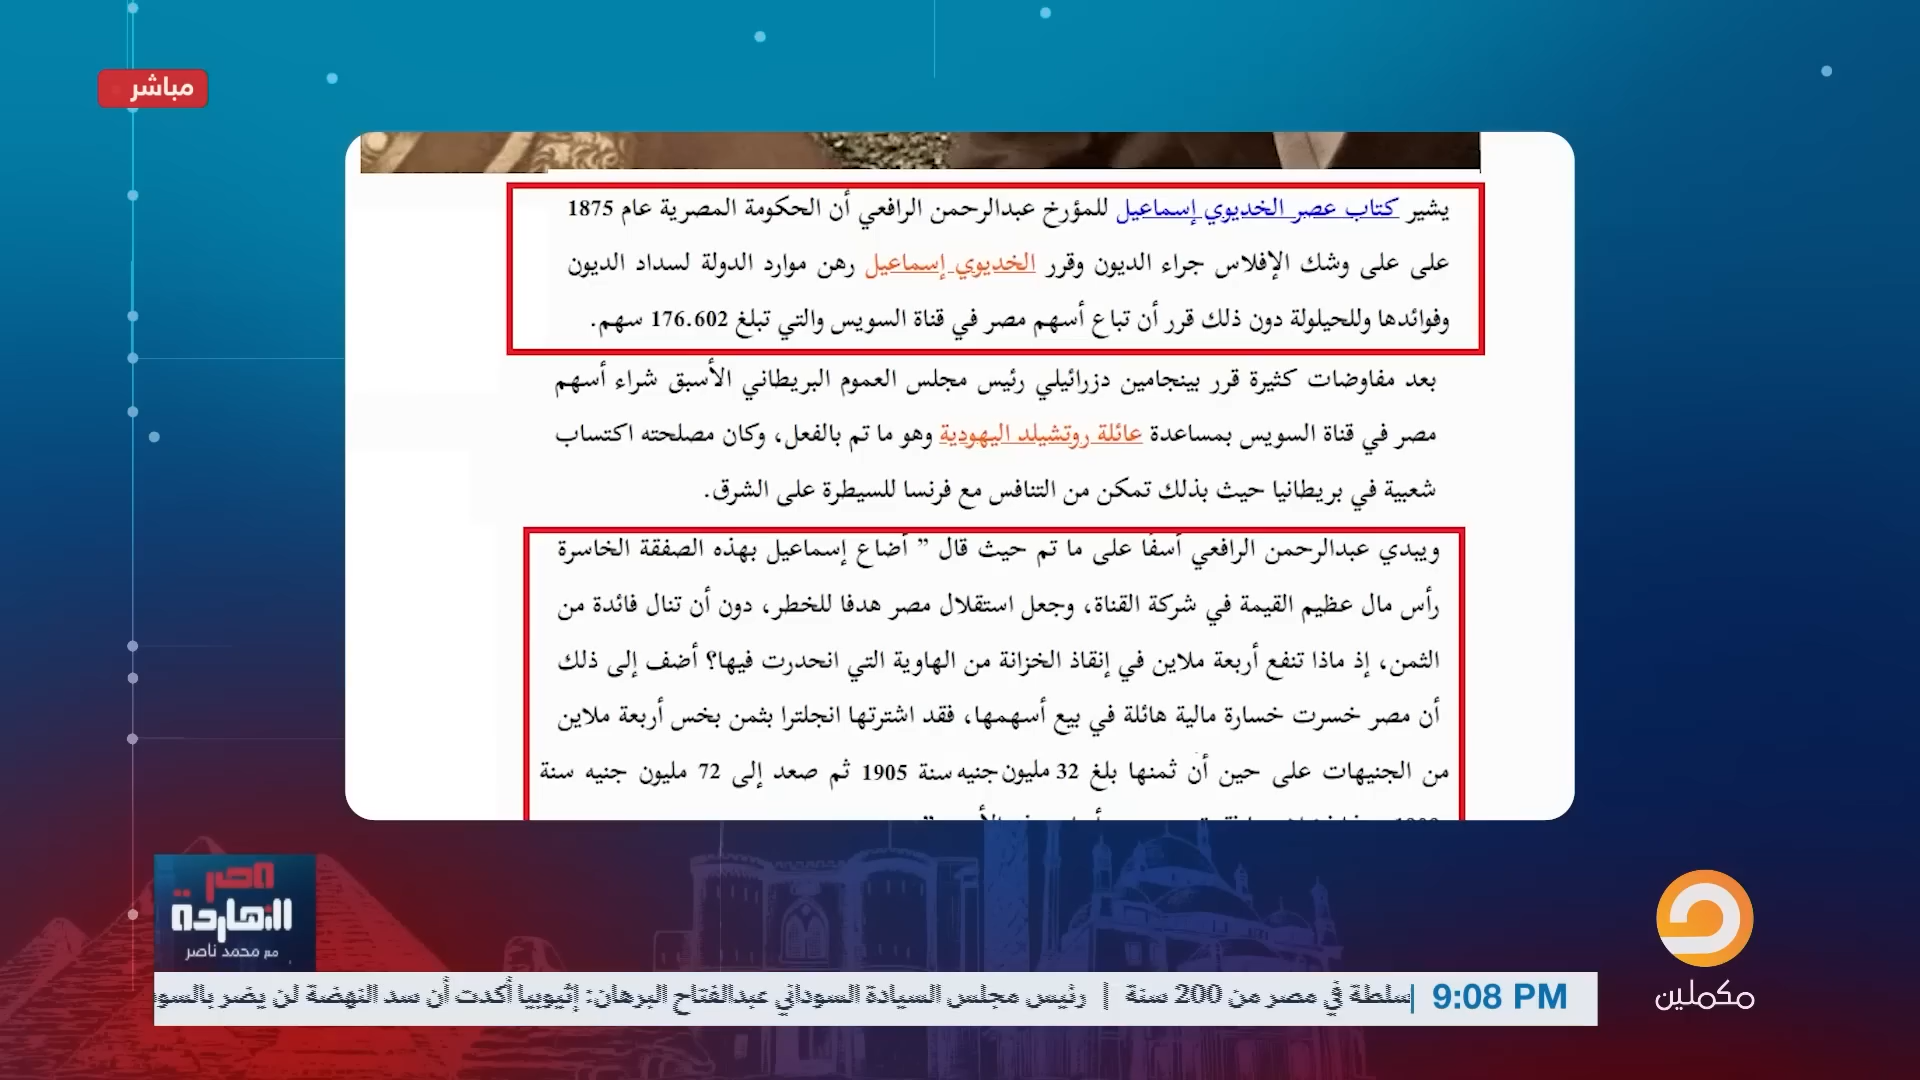 مباشر
يشير كتاب عصر الخديوي إسماعيل للمؤرخ عبدالرحمن الرافعي أن الحكومة المصرية عام 1875
على على وشك الإفلاس جراء الديون وقرر الخديوي إسماعيل رهن موارد الدولة لسداد الديون
وفوائدها وللحيلولة دون ذلك قرر أن تباع أسهم مصر في قناة السويس والتي تبلغ 176.602 سهم.
بعد مفاوضات كثيرة قرر بينجامين دزرائيلي رئيس مجلس العموم البريطاني الأسبق شراء أسهم
مصر في قناة السويس بمساعدة عائلة روتشيلد اليهودية وهو ما تم بالفعل، وكان مصلحته اكتساب
شعبية في بريطانيا حيث بذلك تمكن من التنافس مع فرنسا للسيطرة على الشرق.
ويبدي عبدالرحمن الرافعي أسفًا على ما تم حيث قال ” أضاع إسماعيل بهذه الصفقة الخاسرة
رأس مال عظيم القيمة في شركة القناة، وجعل استقلال مصر هدفا للخطر، دون أن تنال فائدة من
الثمن، إذ ماذا تنفع أربعة ملاين في إنقاذ الخزانة من الهاوية التي انحدرت فيها؟ أضف إلى ذلك
أن مصر خسرت خسارة مالية هائلة في بيع أسهمها، فقد اشترتها انجلترا بثمن بخس أربعة ملاين
من الجنيهات على حين أن ثمنها بلغ 32 مليون جنيه سنة 1905 ثم صعد إلى 72 مليون جنيه سنة
مصر
النهاردة
مع محمد ناصر
9:08 PM
سلطة في مصر من 200 سنة | رئيس مجلس السيادة السوداني عبدالفتاح البرهان: إثيوبيا أكدت أن سد النهضة لن يضر بالسو
مكملين